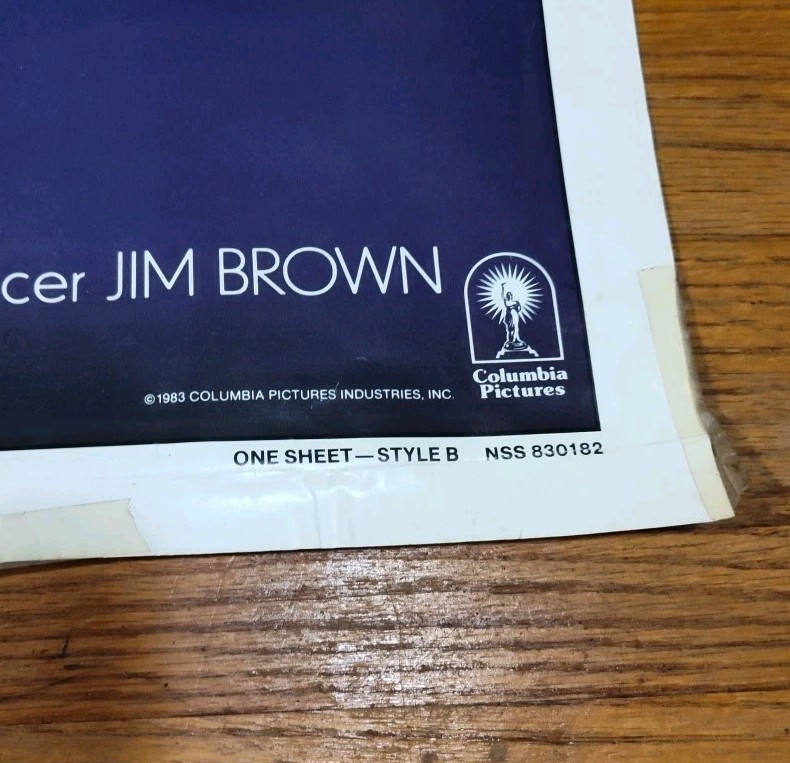 cer JIM BROWN
Columbia
Pictures
©1983 COLUMBIA PICTURES INDUSTRIES, INC.
ONE SHEET—STYLE B NSS 830182